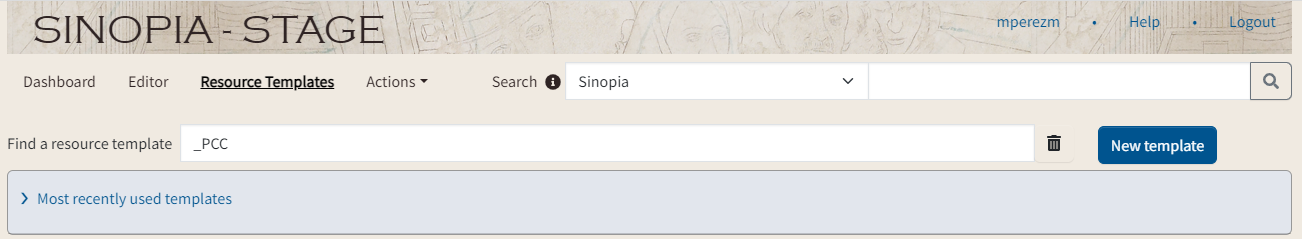 SINOPIA - STAGE
mperezm • Help • Logout
Dashboard Editor Resource Templates Actions Search Sinopia
Find a resource template _PCC New template
Most recently used templates